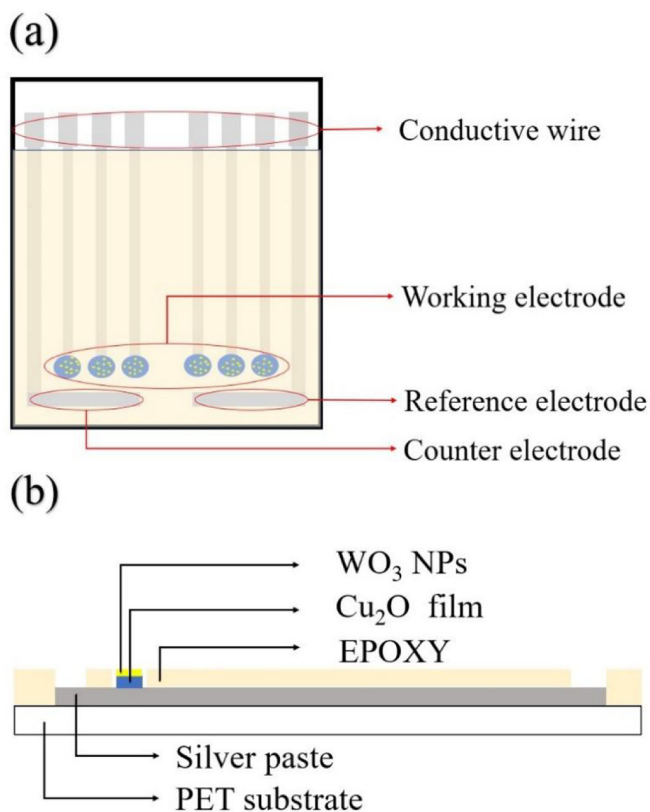 (a)
Conductive wire
Working electrode
Reference electrode
Counter electrode
(b)
WO₃ NPs
Cu₂O film
EPOXY
Silver paste
PET substrate